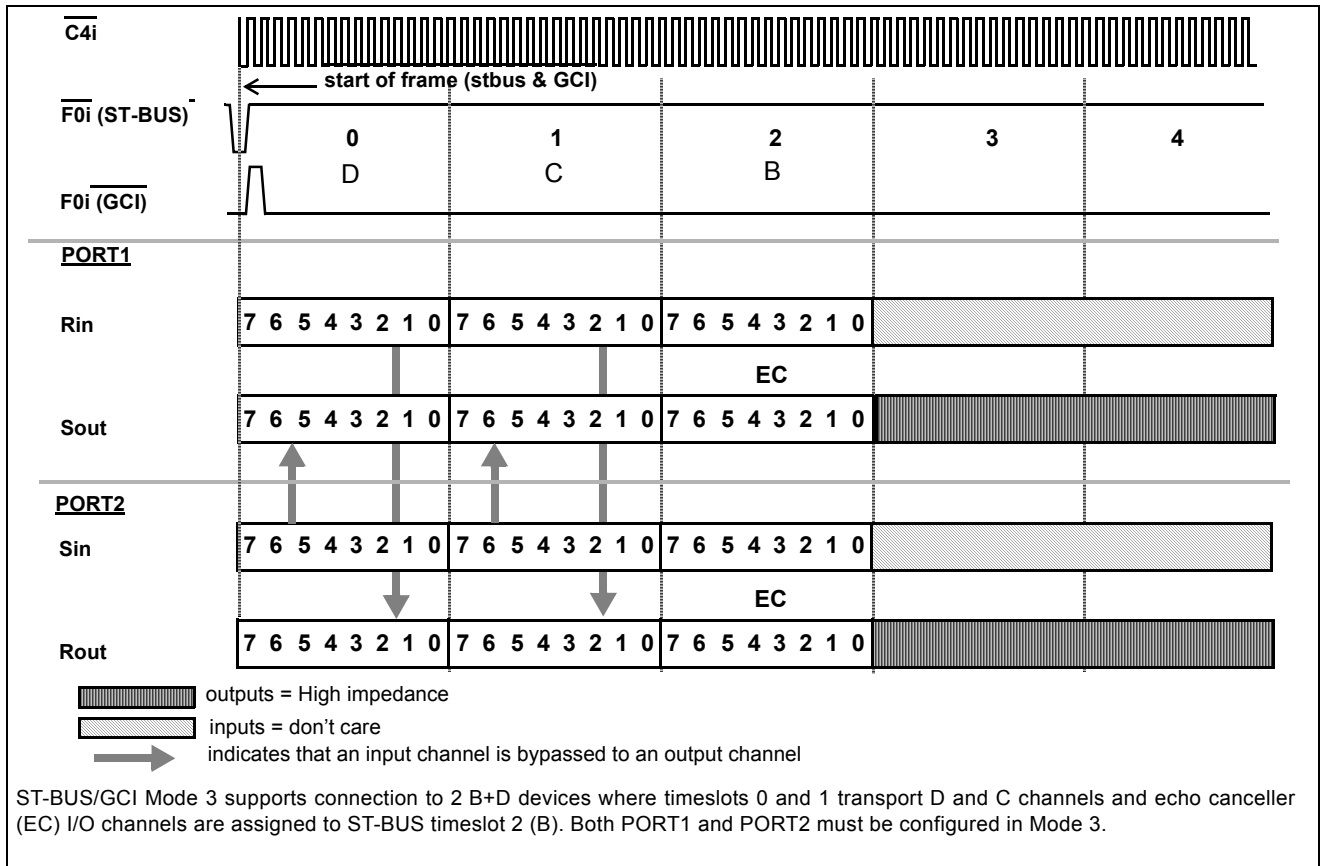 C4i
start of frame (stbus & GCI)
F0i (ST-BUS)
0 1 2 3 4
D C B
F0i (GCI)
PORT1
Rin 7 6 5 4 3 2 1 0 7 6 5 4 3 2 1 0 7 6 5 4 3 2 1 0
EC
Sout 7 6 5 4 3 2 1 0 7 6 5 4 3 2 1 0 7 6 5 4 3 2 1 0
PORT2
Sin 7 6 5 4 3 2 1 0 7 6 5 4 3 2 1 0 7 6 5 4 3 2 1 0
EC
Rout 7 6 5 4 3 2 1 0 7 6 5 4 3 2 1 0 7 6 5 4 3 2 1 0
outputs = High impedance
inputs = don’t care
indicates that an input channel is bypassed to an output channel
ST-BUS/GCI Mode 3 supports connection to 2 B+D devices where timeslots 0 and 1 transport D and C channels and echo canceller
(EC) I/O channels are assigned to ST-BUS timeslot 2 (B). Both PORT1 and PORT2 must be configured in Mode 3.